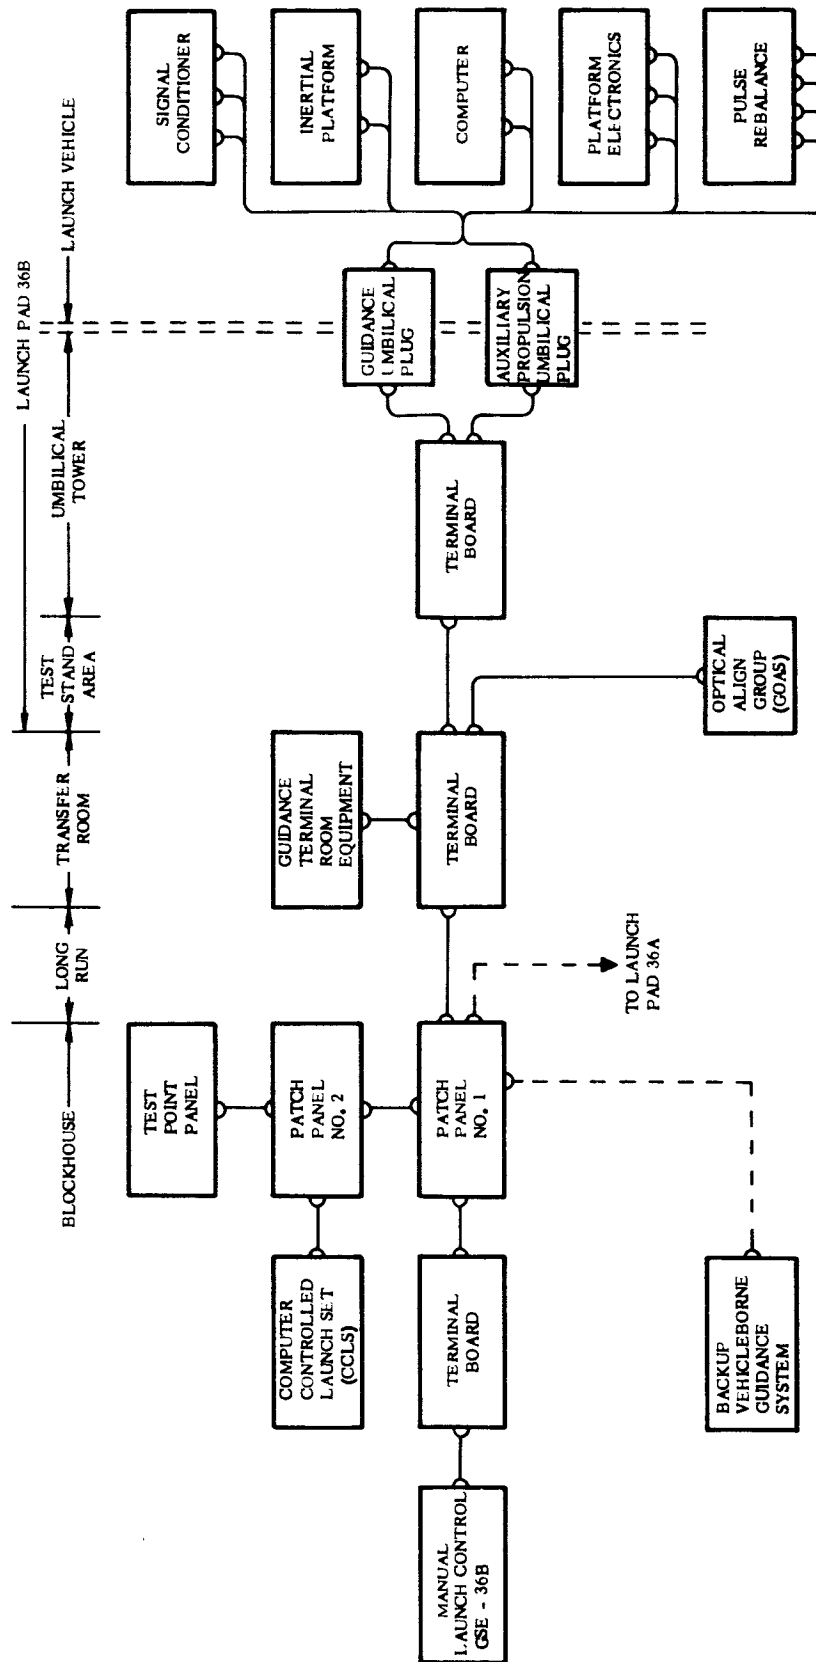 LAUNCH PAD 36B
BLOCKHOUSE
LONG
RUN
TRANSFER
ROOM
TEST
STAND
AREA
UMBILICAL
TOWER
LAUNCH VEHICLE
TEST
POINT
PANEL
SIGNAL
CONDITIONER
COMPUTER
CONTROLLED
LAUNCH SET
(CCLS)
PATCH
PANEL
NO. 2
GUIDANCE
TERMINAL
ROOM
EQUIPMENT
INERTIAL
PLATFORM
GUIDANCE
UMBILICAL
PLUG
MANUAL
LAUNCH CONTROL
GSE - 36B
TERMINAL
BOARD
PATCH
PANEL
NO. 1
TERMINAL
BOARD
TERMINAL
BOARD
COMPUTER
AUXILIARY
PROPULSION
UMBILICAL
PLUG
PLATFORM
ELECTRONICS
TO LAUNCH
PAD 36A
BACKUP
VEHICLEBORNE
GUIDANCE
SYSTEM
OPTICAL
ALIGN
GROUP
(GOAS)
PULSE
REBALANCE